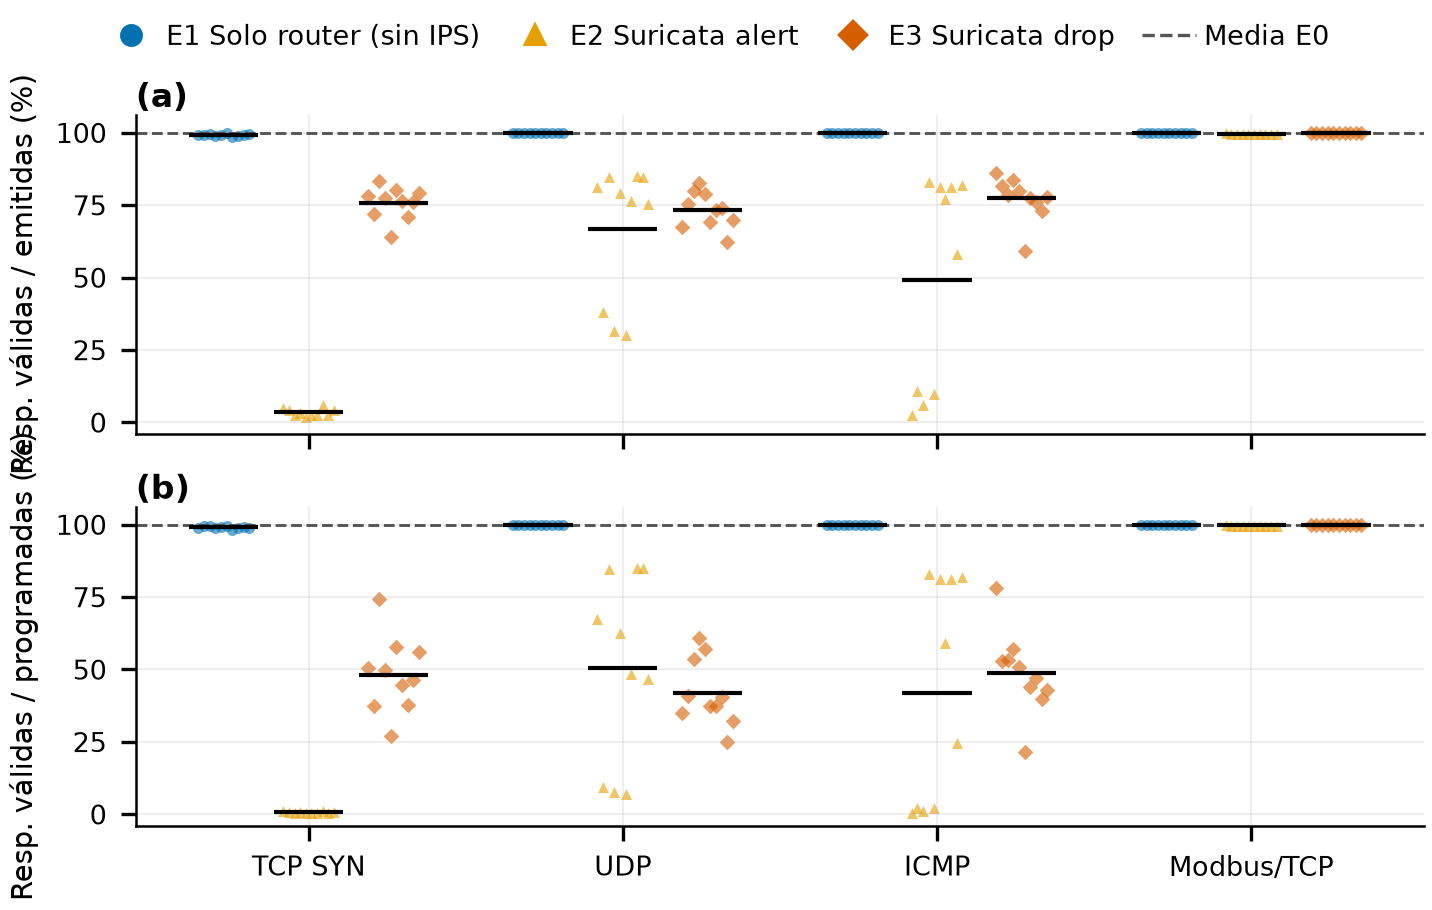 E1 Solo router (sin IPS) E2 Suricata alert E3 Suricata drop Media E0
(a)
Resp. válidas / emitidas (%)
100
75
50
25
0
(b)
Resp. válidas / programadas (%)
100
75
50
25
0
TCP SYN UDP ICMP Modbus/TCP